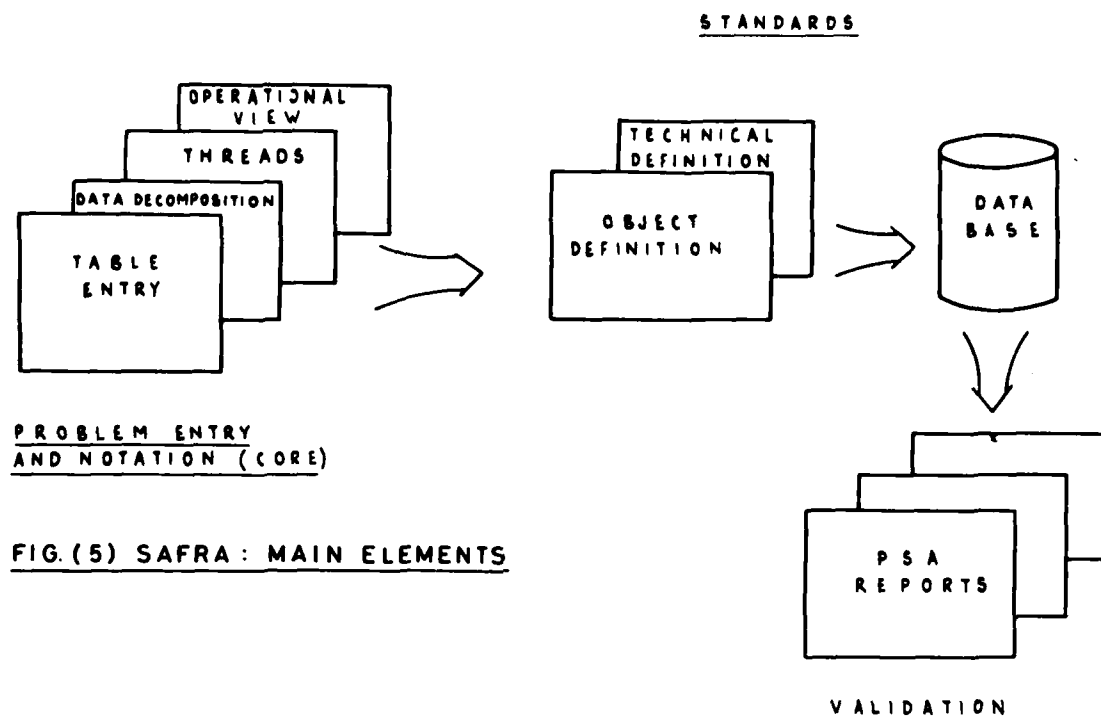 STANDARDS
OPERATIONAL
VIEW
THREADS
DATA DECOMPOSITION
TABLE
ENTRY
TECHNICAL
DEFINITION
OBJECT
DEFINITION
DATA
BASE
PROBLEM ENTRY
AND NOTATION (CORE)
FIG. (5) SAFRA : MAIN ELEMENTS
PSA
REPORTS
VALIDATION